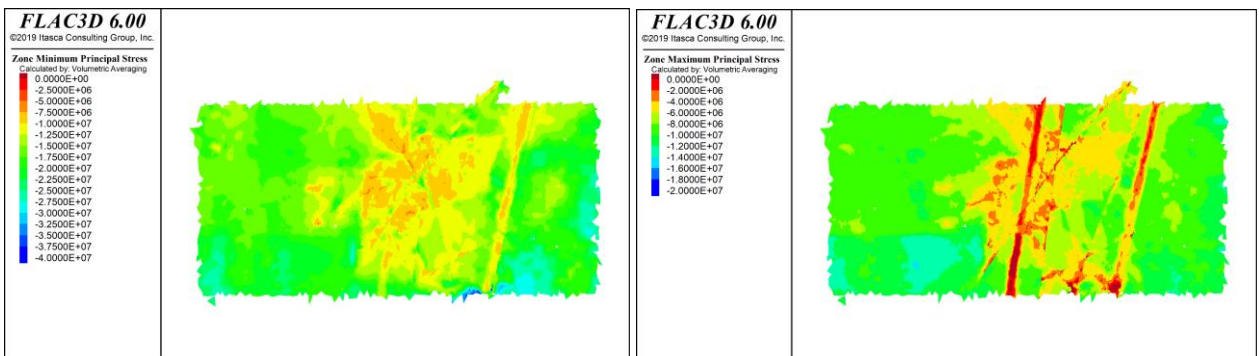 FLAC3D 6.00
©2019 Itasca Consulting Group, Inc.
Zone Minimum Principal Stress
Calculated by: Volumetric Averaging
0.0000E+00
-2.5000E+06
-5.0000E+06
-7.5000E+06
-1.0000E+07
-1.2500E+07
-1.5000E+07
-1.7500E+07
-2.0000E+07
-2.2500E+07
-2.5000E+07
-2.7500E+07
-3.0000E+07
-3.2500E+07
-3.5000E+07
-3.7500E+07
-4.0000E+07
FLAC3D 6.00
©2019 Itasca Consulting Group, Inc.
Zone Maximum Principal Stress
Calculated by: Volumetric Averaging
0.0000E+00
-2.0000E+06
-4.0000E+06
-6.0000E+06
-8.0000E+06
-1.0000E+07
-1.2000E+07
-1.4000E+07
-1.6000E+07
-1.8000E+07
-2.0000E+07